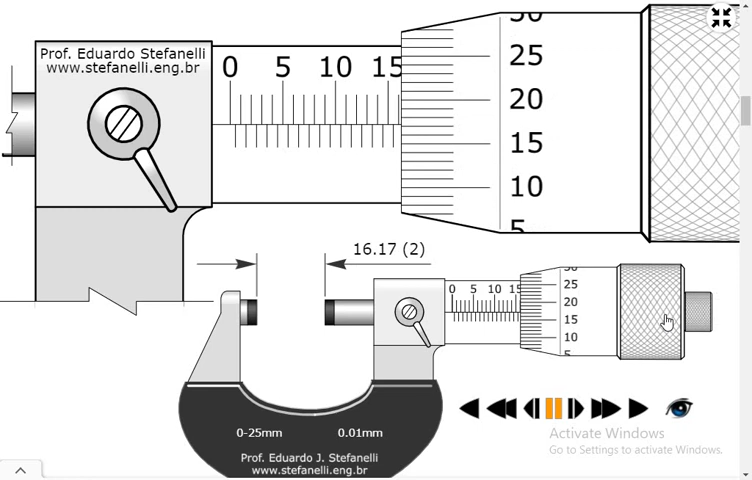 Prof. Eduardo Stefanelli
www.stefanelli.eng.br
0 5 10 15
30
25
20
15
10
5
16.17 (2)
0 5 10 15
30
25
20
15
10
5
0-25mm 0.01mm
Prof. Eduardo J. Stefanelli
www.stefanelli.eng.br
Activate Windows
Go to Settings to activate Windows.